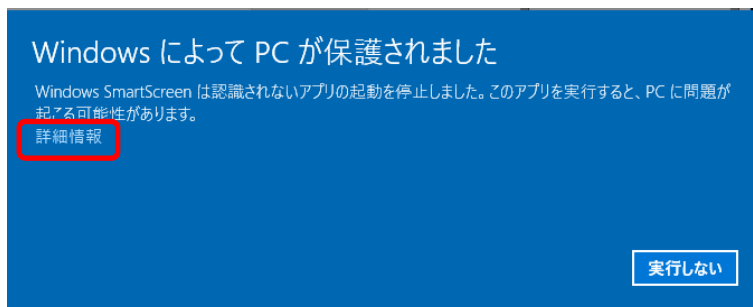 Windows によって PC が保護されました
Windows SmartScreen は認識されないアプリの起動を停止しました。このアプリを実行すると、PC に問題が
起こる可能性があります。
詳細情報
実行しない